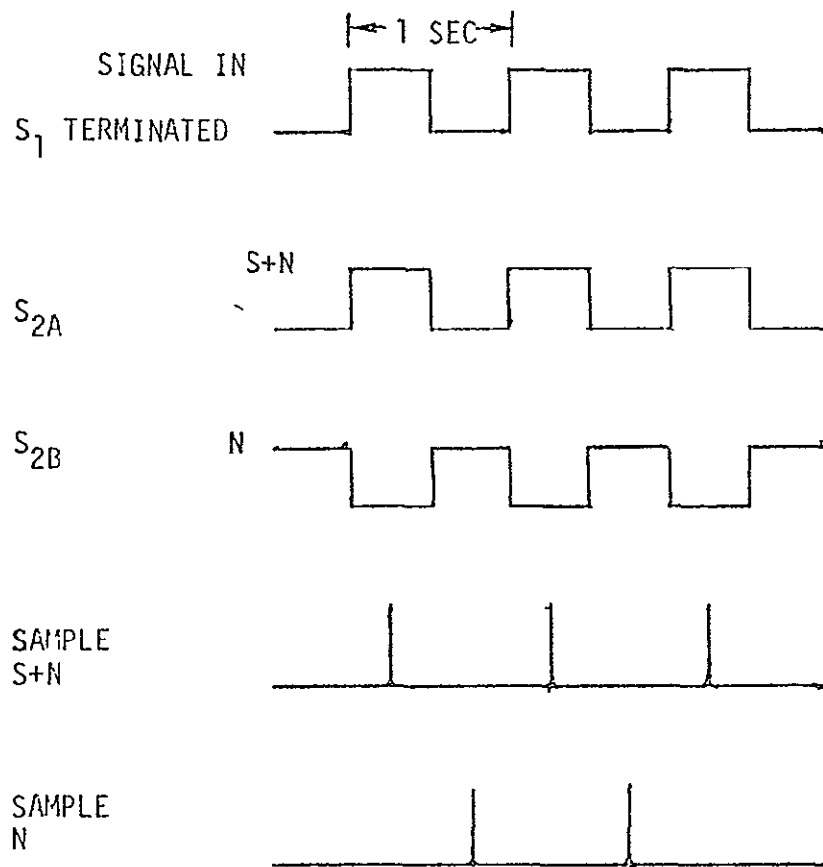 1 SEC
SIGNAL IN
S1 TERMINATED
S+N
S2A
S2B N
SAMPLE
S+N
SAMPLE
N